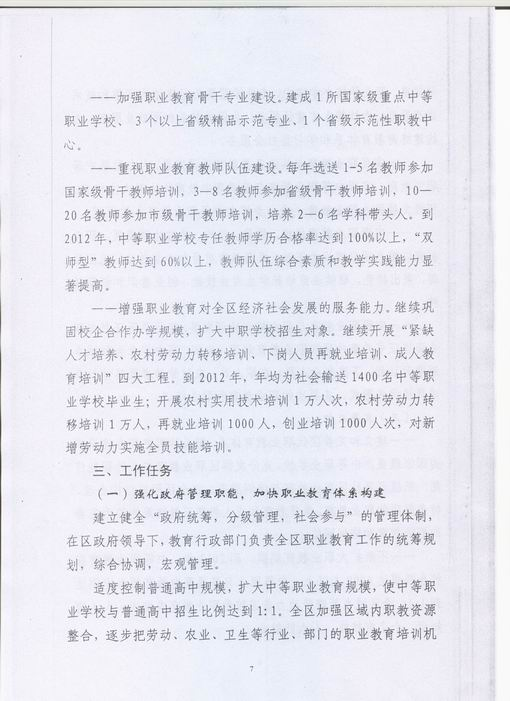 ——加强职业教育骨干专业建设。建成1所国家级重点中等
职业学校、3个以上省级精品示范专业、1个省级示范性职教中
心。
——重视职业教育教师队伍建设。每年选送1-5名教师参加
国家级骨干教师培训，3—8名教师参加省级骨干教师培训，10—
20名教师参加市级骨干教师培训，培养2—6名学科带头人。到
2012年，中等职业学校专任教师学历合格率达到100%以上，“双
师型”教师达到60%以上，教师队伍综合素质和教学实践能力显
著提高。
——增强职业教育对全区经济社会发展的服务能力。继续巩
固校企合作办学规模，扩大中职学校招生对象。继续开展“紧缺
人才培养、农村劳动力转移培训、下岗人员再就业培训、成人教
育培训”四大工程。到2012年，年均为社会输送1400名中等职
业学校毕业生；开展农村实用技术培训1万人次，农村劳动力转
移培训1万人，再就业培训1000人，创业培训1000人次，对新
增劳动力实施全员技能培训。
三、工作任务
（一）强化政府管理职能，加快职业教育体系构建
建立健全“政府统筹，分级管理，社会参与”的管理体制，
在区政府领导下，教育行政部门负责全区职业教育工作的统筹规
划，综合协调，宏观管理。
适度控制普通高中规模，扩大中等职业教育规模，使中等职
业学校与普通高中招生比例达到1:1。全区加强区域内职教资源
整合，逐步把劳动、农业、卫生等行业、部门的职业教育培训机
7